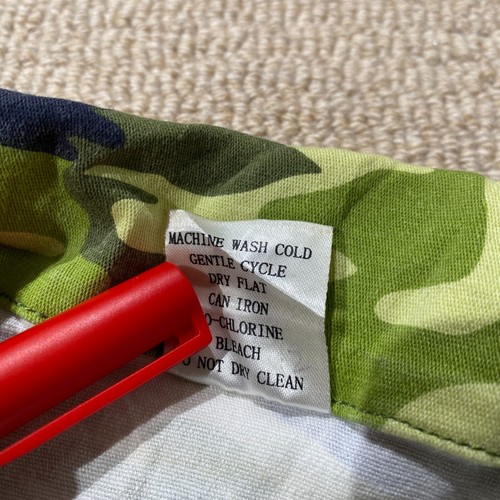 MACHINE WASH COLD
GENTLE CYCLE
DRY FLAT
CAN IRON
O-CHLORINE
BLEACH
O NOT DRY CLEAN